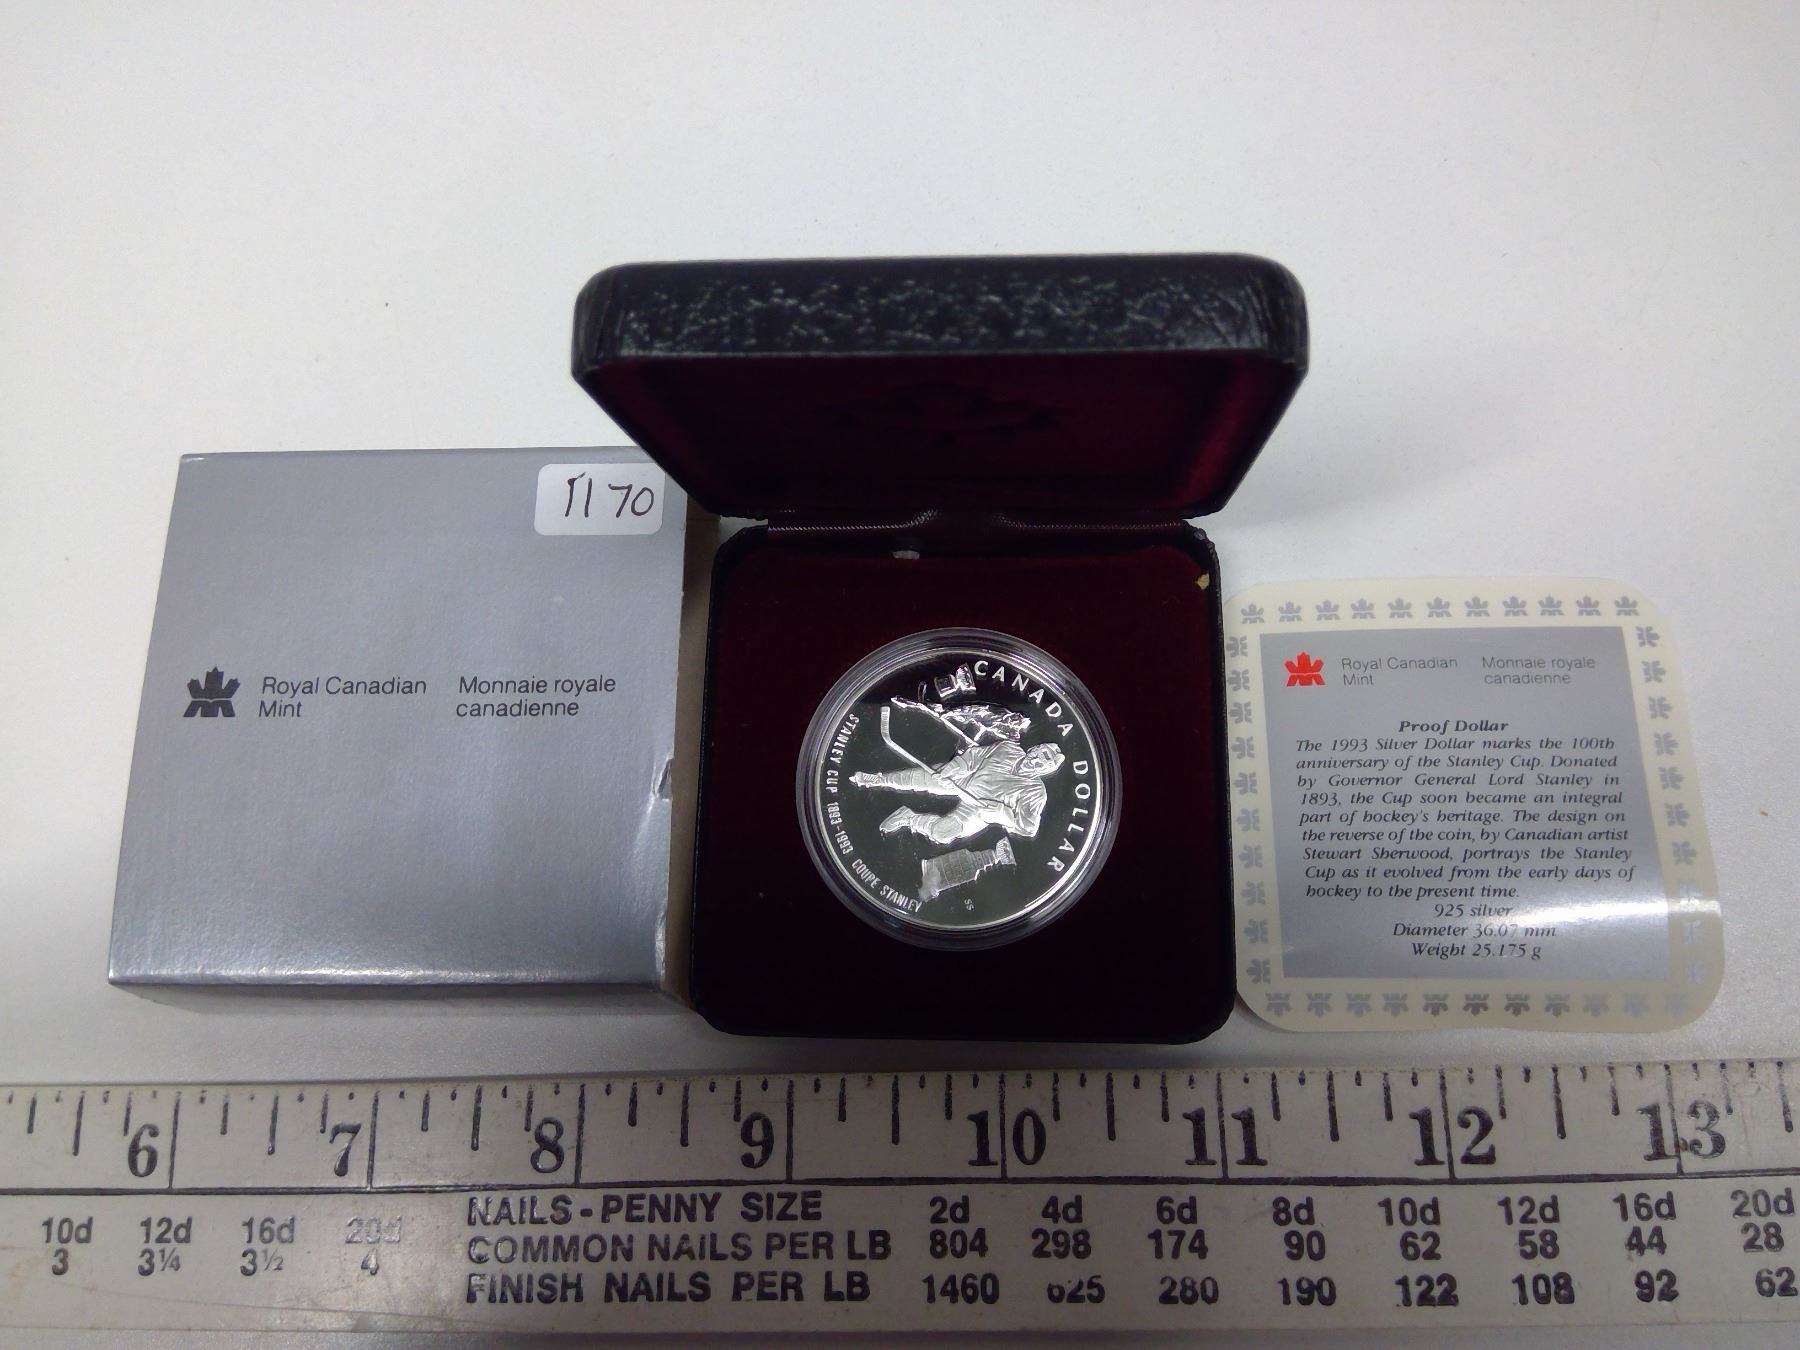 1170
Royal Canadian Mint
Monnaie royale canadienne
CANADA DOLLAR
STANLEY CUP 1893-1993 COUPE STANLEY
SS
Royal Canadian Mint
Monnaie royale canadienne
Proof Dollar
The 1993 Silver Dollar marks the 100th
anniversary of the Stanley Cup. Donated
by Governor General Lord Stanley in
1893, the Cup soon became an integral
part of hockey's heritage. The design on
the reverse of the coin, by Canadian artist
Stewart Sherwood, portrays the Stanley
Cup as it evolved from the early days of
hockey to the present time.
925 silver
Diameter 36.07 mm
Weight 25.175 g
6 7 8 9 10 11 12 13
10d 12d 16d 20d NAILS-PENNY SIZE 2d 4d 6d 8d 10d 12d 16d 20d
3 3¼ 3½ 4 COMMON NAILS PER LB 804 298 174 90 62 58 44 28
FINISH NAILS PER LB 1460 625 280 190 122 108 92 62